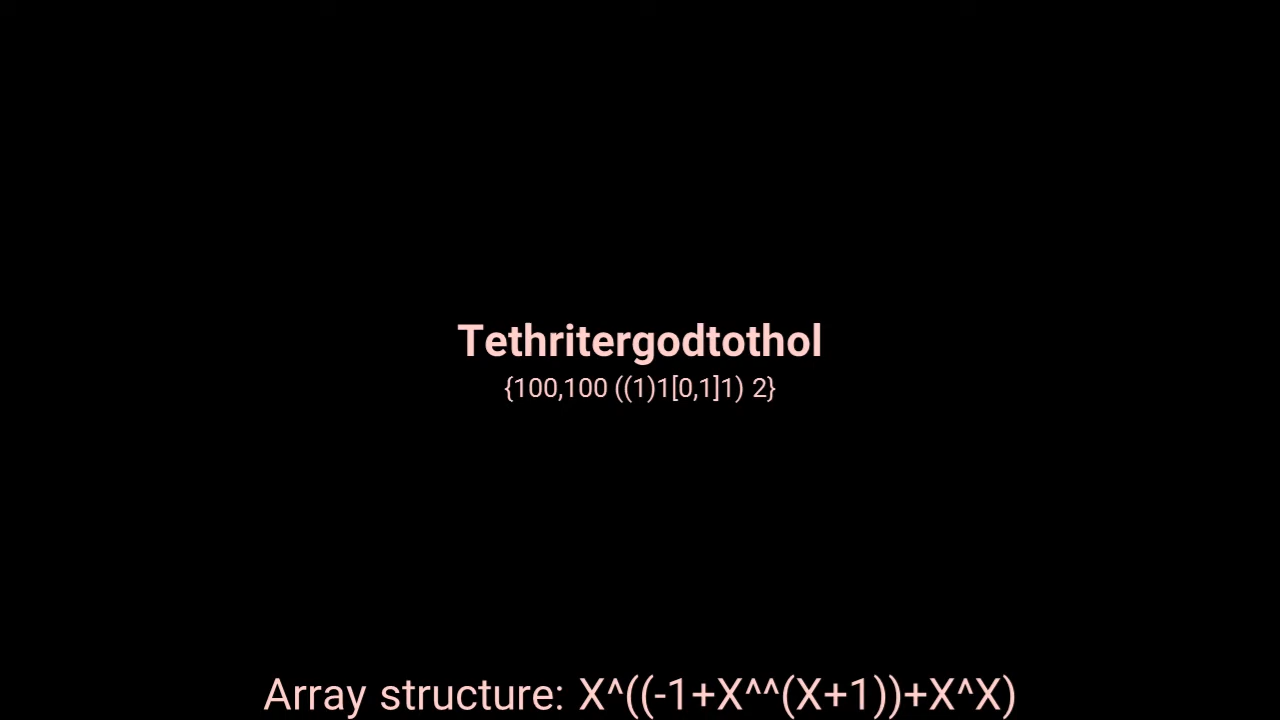 Tethritergodtothol
{100,100 ((1)1[0,1]1) 2}
Array structure: X^((-1+X^^(X+1))+X^X)